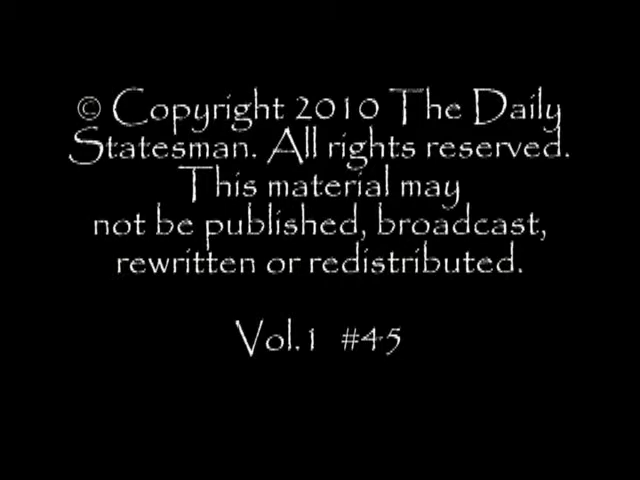 © Copyright 2010 The Daily
Statesman. All rights reserved.
This material may
not be published, broadcast,
rewritten or redistributed.
Vol.1 #45